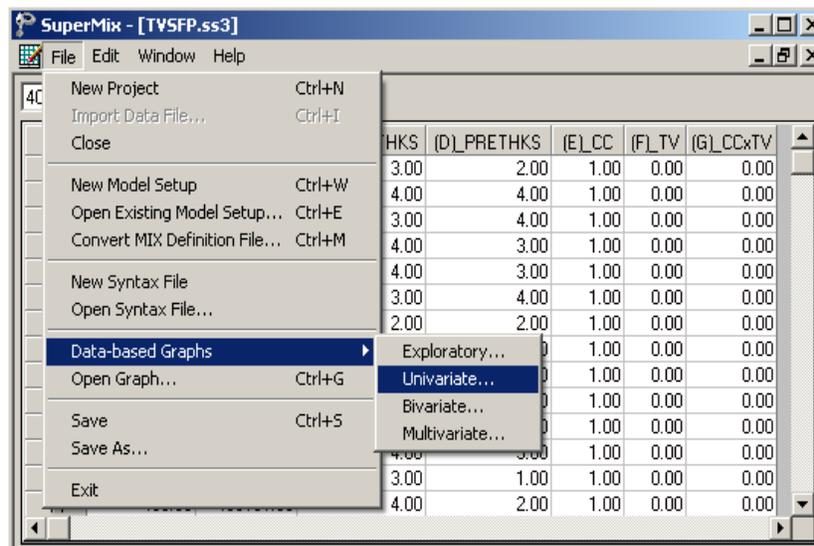 SuperMix - [TVSFP.ss3]
File Edit Window Help
New Project Ctrl+N
Import Data File... Ctrl+I
Close
New Model Setup Ctrl+W
Open Existing Model Setup... Ctrl+E
Convert MIX Definition File... Ctrl+M
New Syntax File
Open Syntax File...
Data-based Graphs
Open Graph... Ctrl+G
Save Ctrl+S
Save As...
Exit
Exploratory...
Univariate...
Bivariate...
Multivariate...
THKS (D)_PRETHKS (E)_CC (F)_TV (G)_CCxTV
3.00 2.00 1.00 0.00 0.00
4.00 4.00 1.00 0.00 0.00
3.00 4.00 1.00 0.00 0.00
4.00 3.00 1.00 0.00 0.00
4.00 3.00 1.00 0.00 0.00
3.00 4.00 1.00 0.00 0.00
2.00 2.00 1.00 0.00 0.00
1.00 0.00 0.00
1.00 0.00 0.00
1.00 0.00 0.00
1.00 0.00 0.00
1.00 0.00 0.00
3.00 1.00 1.00 0.00 0.00
4.00 2.00 1.00 0.00 0.00